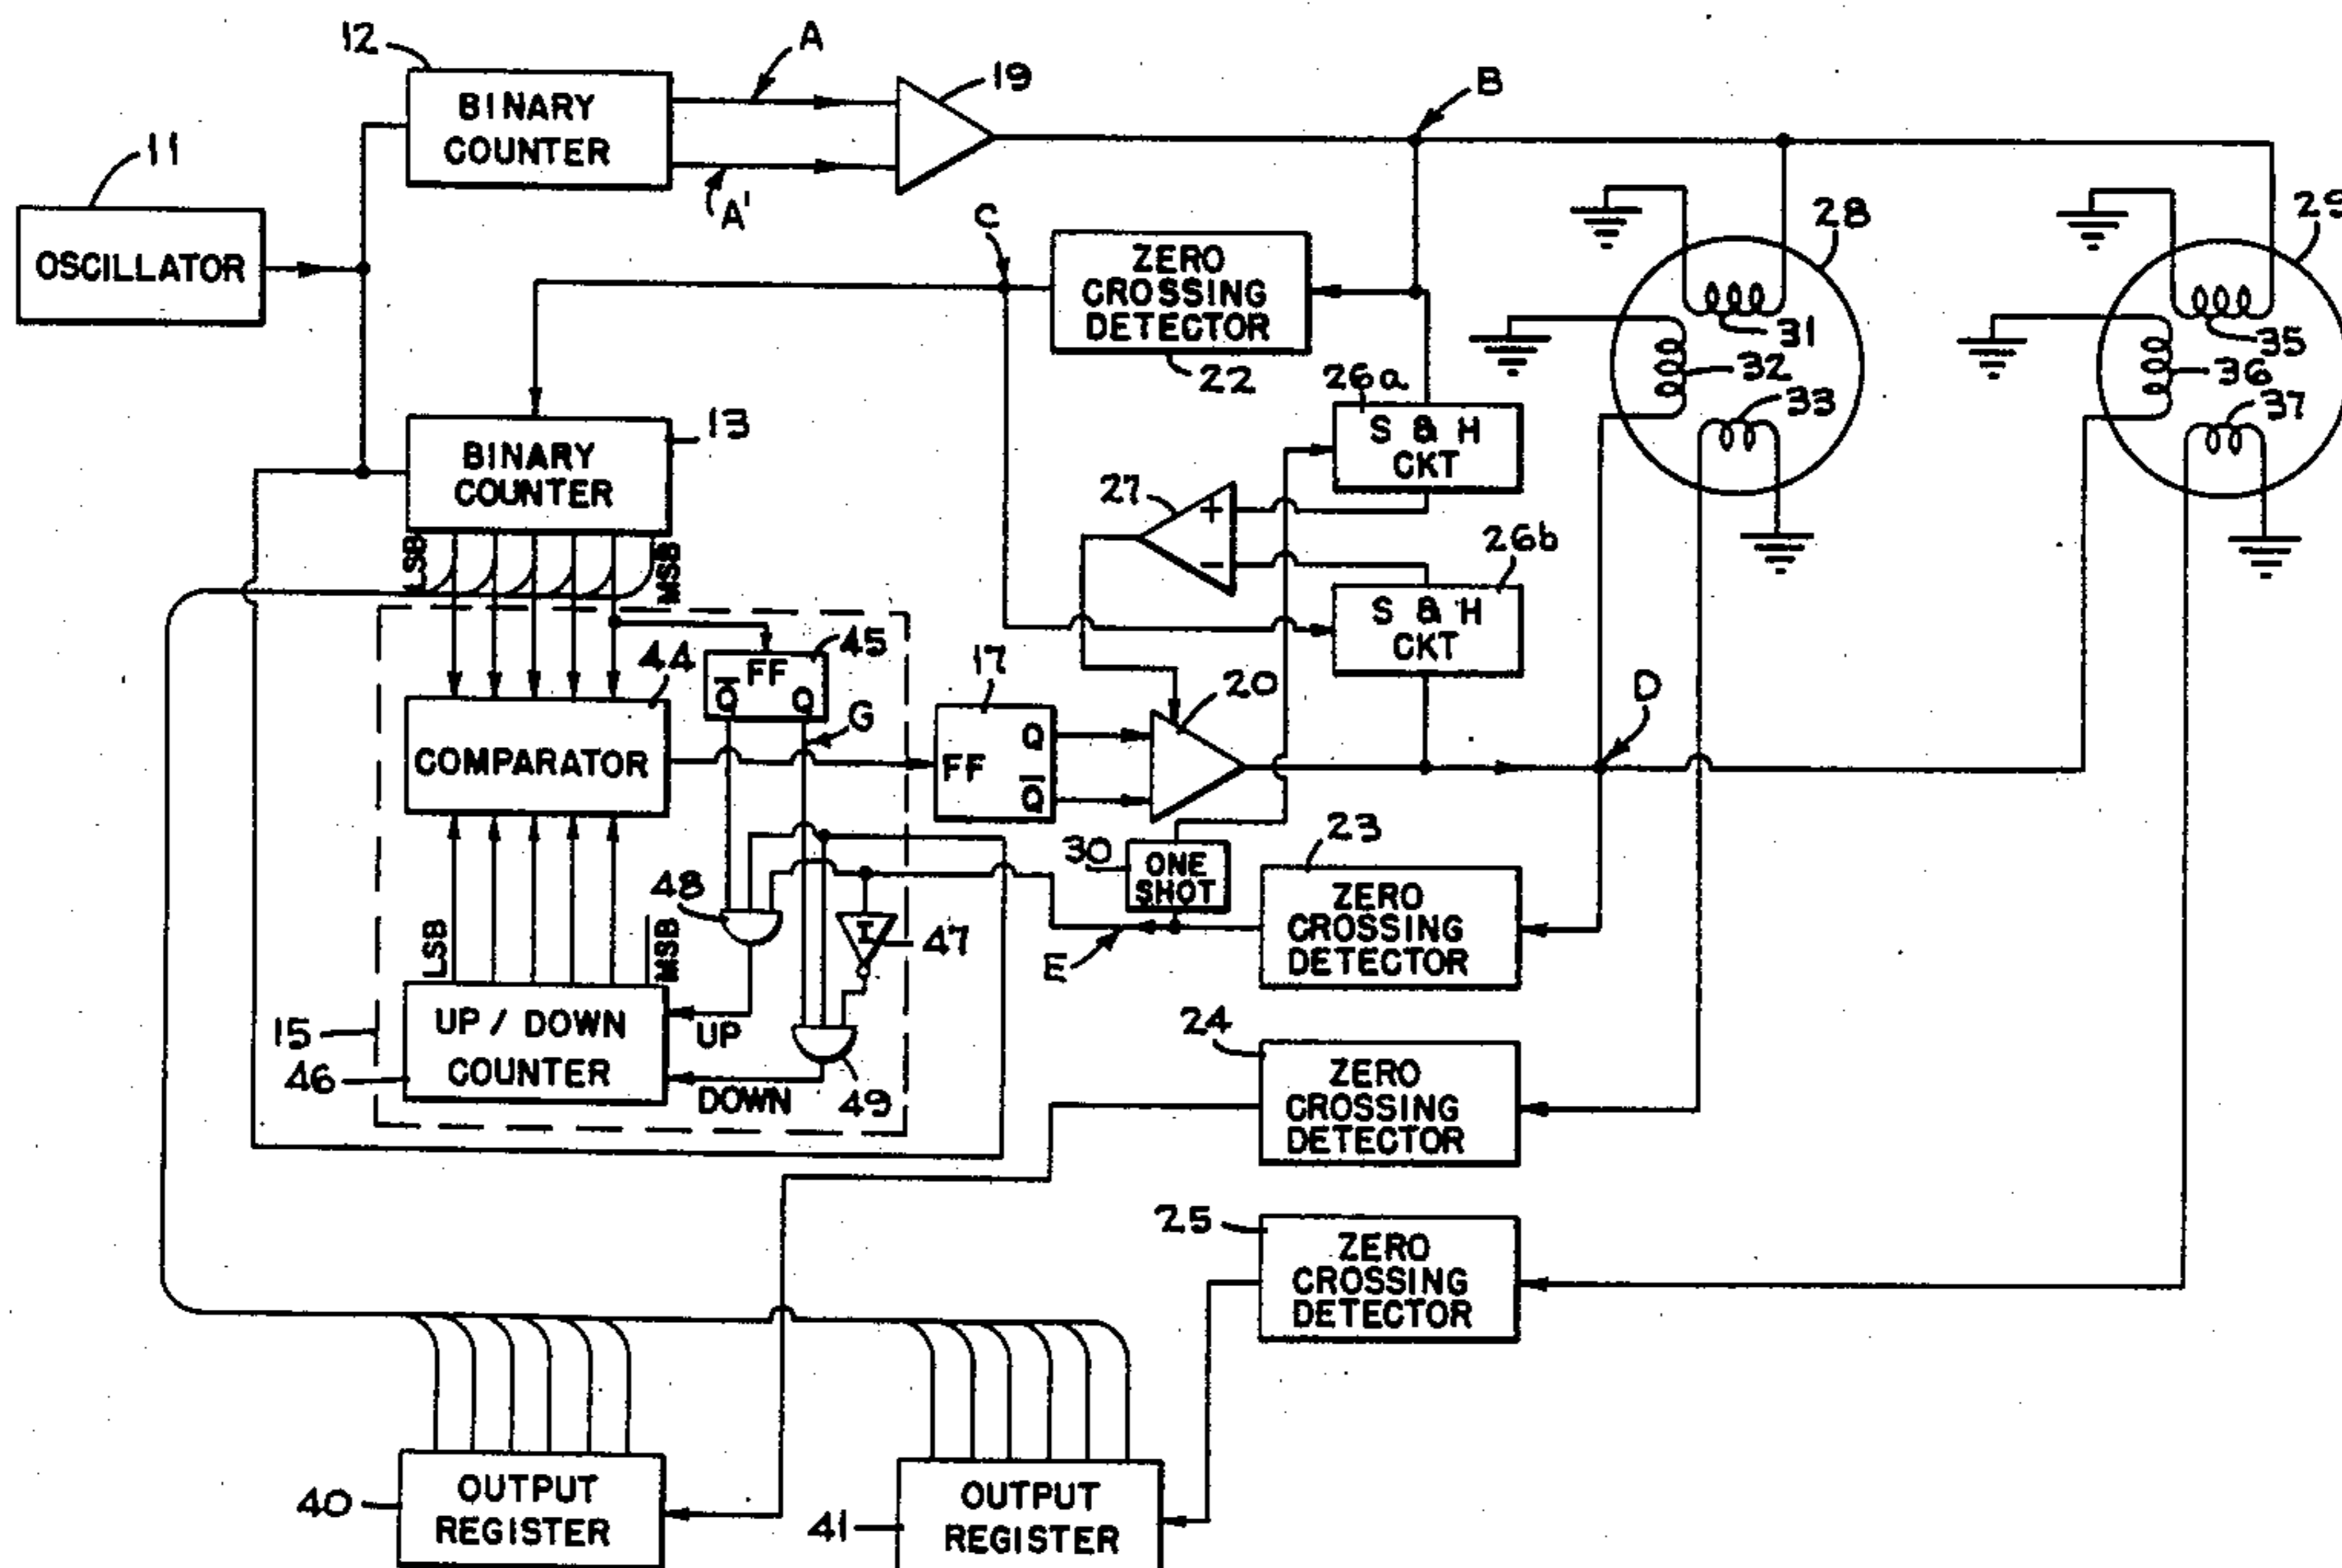 12
A
BINARY
COUNTER
19
B
11
A'
OSCILLATOR
C
ZERO
CROSSING
DETECTOR
22
28
29
31
32
33
35
36
37
26a
S & H
CKT
13
BINARY
COUNTER
27
+
−
26b
S & H
CKT
LSB
MSB
44
45
FF
Q̅ Q
G
17
Q
FF
Q̅
20
D
COMPARATOR
30
ONE
SHOT
23
ZERO
CROSSING
DETECTOR
48
I
47
E
LSB
MSB
15
UP / DOWN
COUNTER
46
UP
DOWN
49
24
ZERO
CROSSING
DETECTOR
25
ZERO
CROSSING
DETECTOR
40
OUTPUT
REGISTER
41
OUTPUT
REGISTER